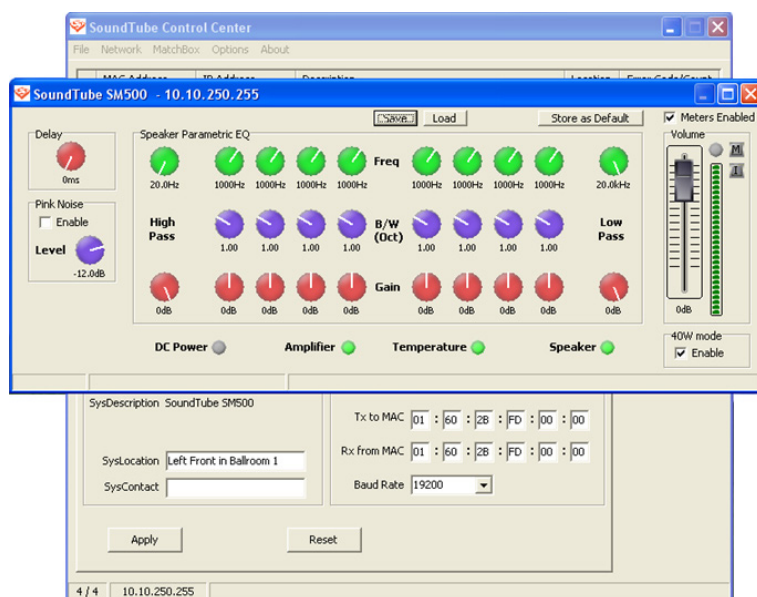 SoundTube Control Center
File Network MatchBox Options About
MAC Address IP Address Description Location Error Code/Count
SoundTube SM500 - 10.10.250.255
Save Load Store as Default Meters Enabled
Delay
0ms
Pink Noise
Enable
Level
-12.0dB
Speaker Parametric EQ
Freq
20.0Hz 1000Hz 1000Hz 1000Hz 1000Hz 1000Hz 1000Hz 1000Hz 1000Hz 20.0kHz
High Pass
B/W (Oct)
Low Pass
1.00 1.00 1.00 1.00 1.00 1.00 1.00 1.00
Gain
0dB 0dB 0dB 0dB 0dB 0dB 0dB 0dB 0dB 0dB
Volume
M
I
0dB
40W mode
Enable
DC Power Amplifier Temperature Speaker
SysDescription SoundTube SM500
SysLocation Left Front in Ballroom 1
SysContact
Tx to MAC 01 : 60 : 2B : FD : 00 : 00
Rx from MAC 01 : 60 : 2B : FD : 00 : 00
Baud Rate 19200
Apply Reset
4 / 4 10.10.250.255